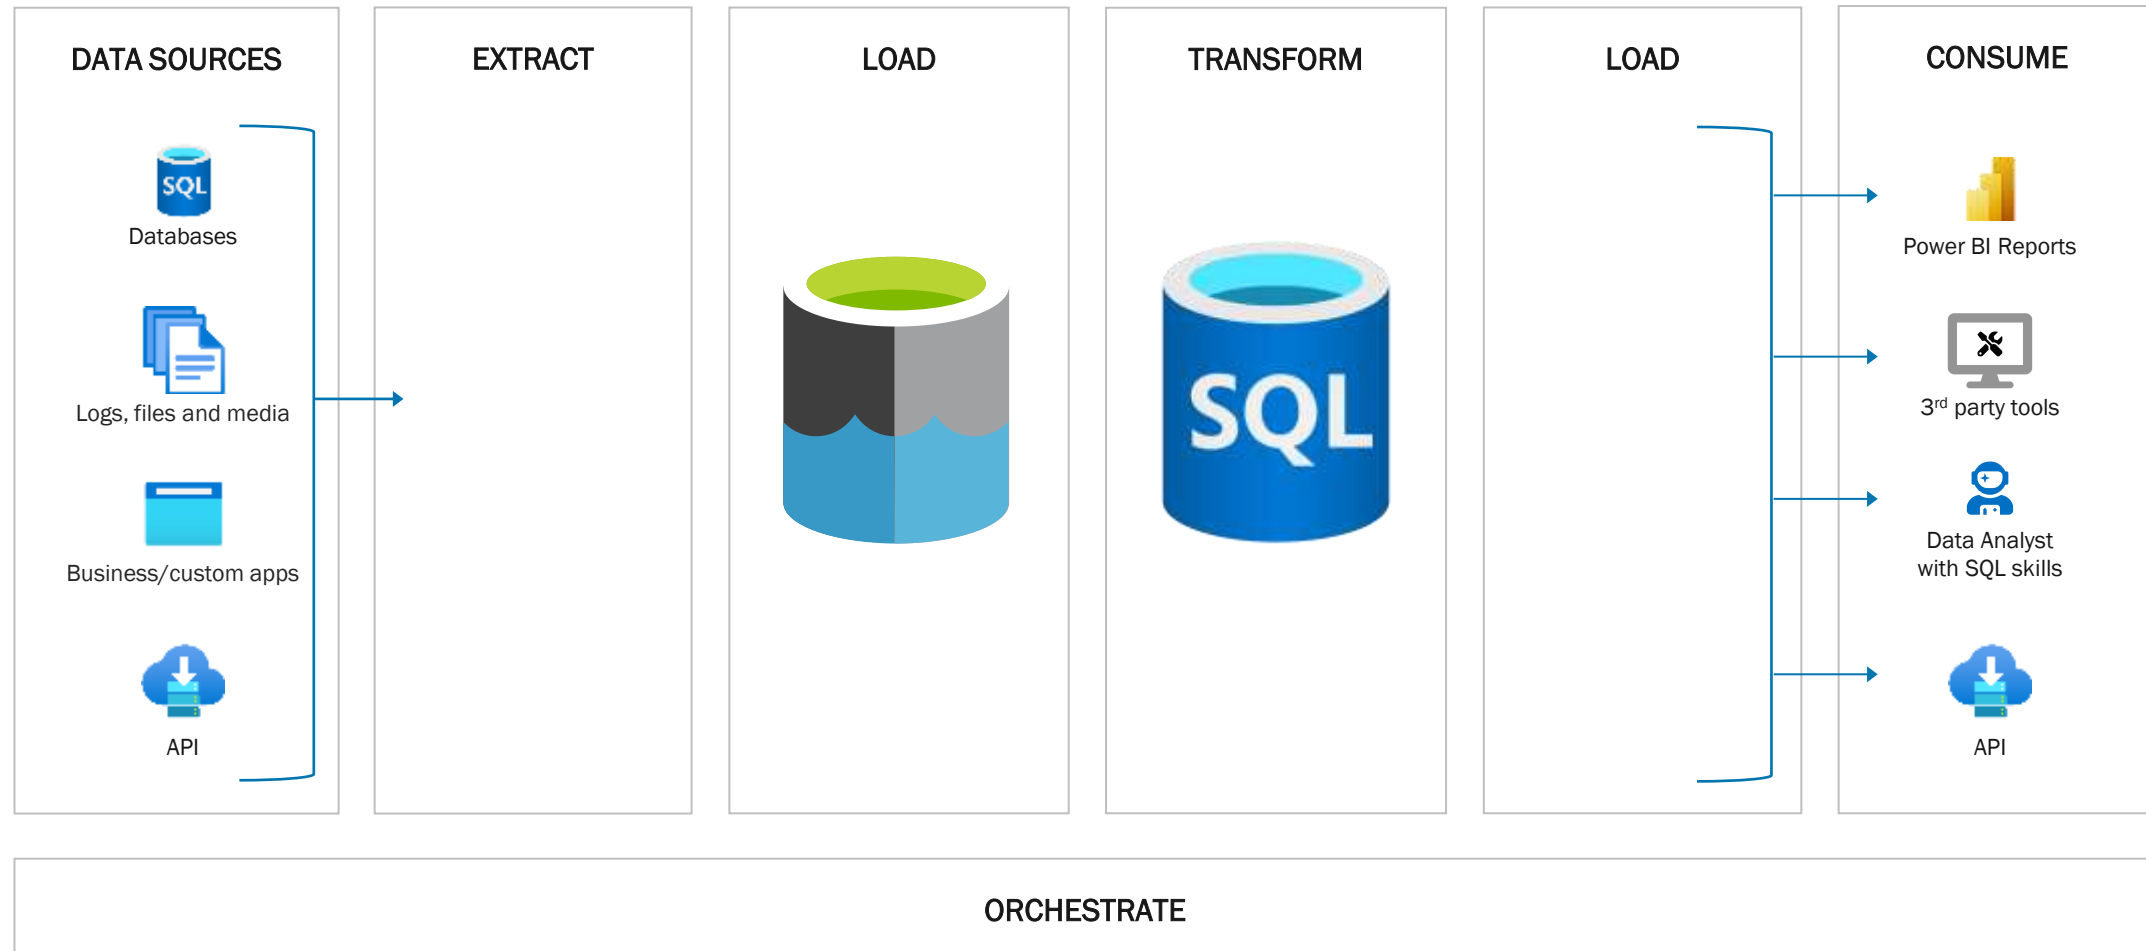 DATA SOURCES
SQL
Databases
Logs, files and media
Business/custom apps
API
EXTRACT
LOAD
TRANSFORM
SQL
LOAD
CONSUME
Power BI Reports
3rd party tools
Data Analyst
with SQL skills
API
ORCHESTRATE